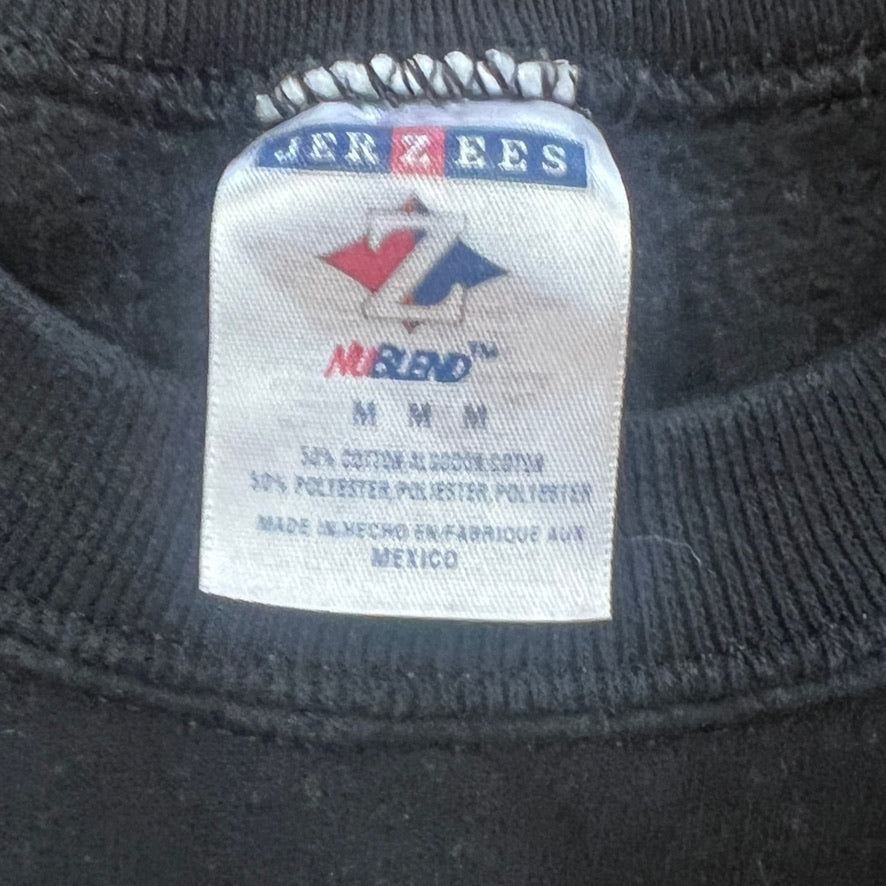 JERZEES
Z
NUBLEND™
M M M
50% COTTON.ALGODON.COTON
50% POLYESTER.POLIESTER.POLYESTER
MADE IN.HECHO EN.FABRIQUE AUX
MEXICO